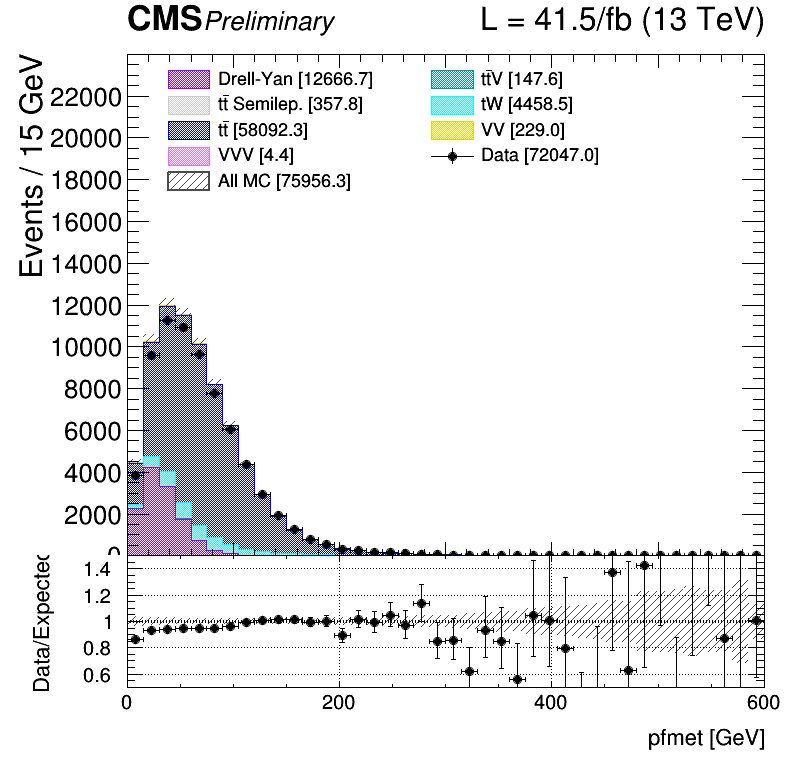 CMS Preliminary L = 41.5/fb (13 TeV)
Events / 15 GeV
Drell-Yan [12666.7]
tt̄ Semilep. [357.8]
tt̄ [58092.3]
VVV [4.4]
All MC [75956.3]
tt̄V [147.6]
tW [4458.5]
VV [229.0]
Data [72047.0]
22000
20000
18000
16000
14000
12000
10000
8000
6000
4000
2000
0
Data/Expected
1.4
1.2
1
0.8
0.6
0 200 400 600
pfmet [GeV]